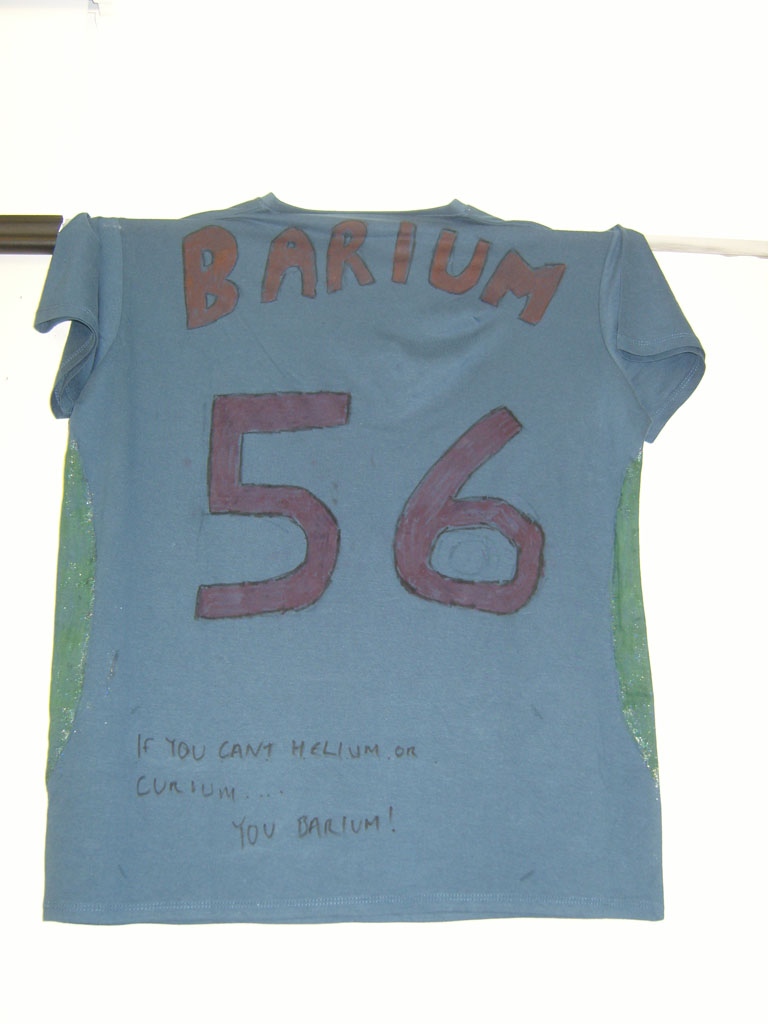 BARIUM
56
IF YOU CANT HELIUM OR
CURIUM....
YOU BARIUM!